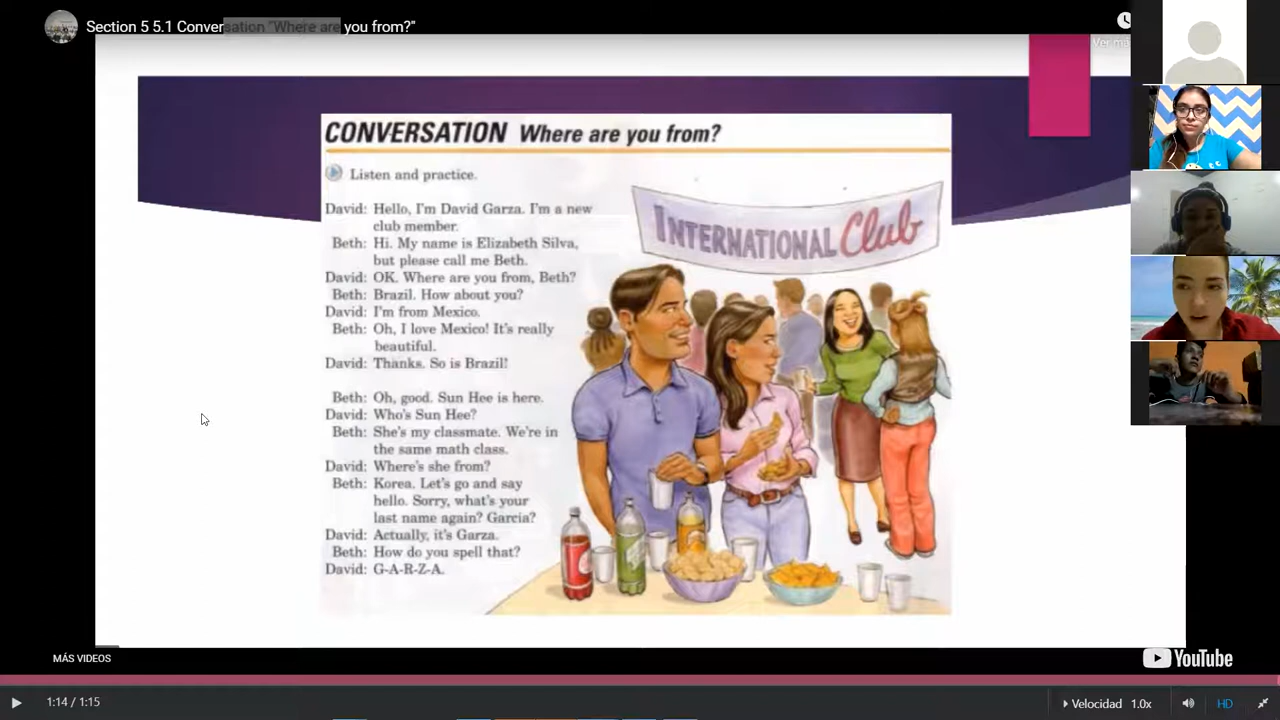 Section 5 5.1 Conversation "Where are you from?"
Ver más
CONVERSATION Where are you from?
Listen and practice.
David: Hello, I'm David Garza. I'm a new
club member.
Beth: Hi. My name is Elizabeth Silva,
but please call me Beth.
David: OK. Where are you from, Beth?
Beth: Brazil. How about you?
David: I'm from Mexico.
Beth: Oh, I love Mexico! It's really
beautiful.
David: Thanks. So is Brazil!
Beth: Oh, good. Sun Hee is here.
David: Who's Sun Hee?
Beth: She's my classmate. We're in
the same math class.
David: Where's she from?
Beth: Korea. Let's go and say
hello. Sorry, what's your
last name again? Garcia?
David: Actually, it's Garza.
Beth: How do you spell that?
David: G-A-R-Z-A.
INTERNATIONAL Club
MÁS VIDEOS
YouTube
1:14 / 1:15
Velocidad 1.0x
HD